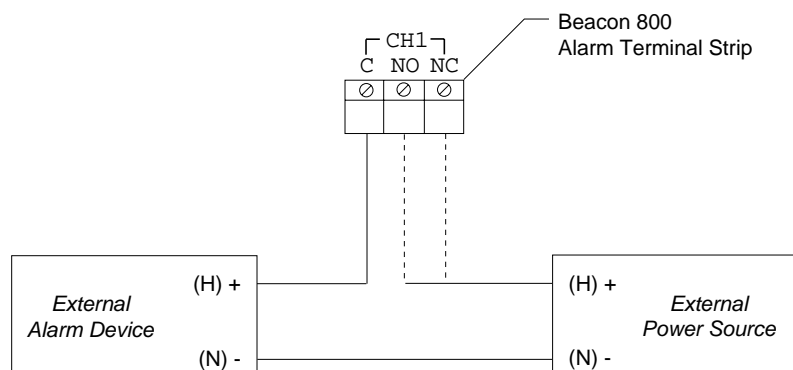 Beacon 800
Alarm Terminal Strip
CH1
C NO NC
(H) +
External
Alarm Device
(N) -
(H) +
External
Power Source
(N) -